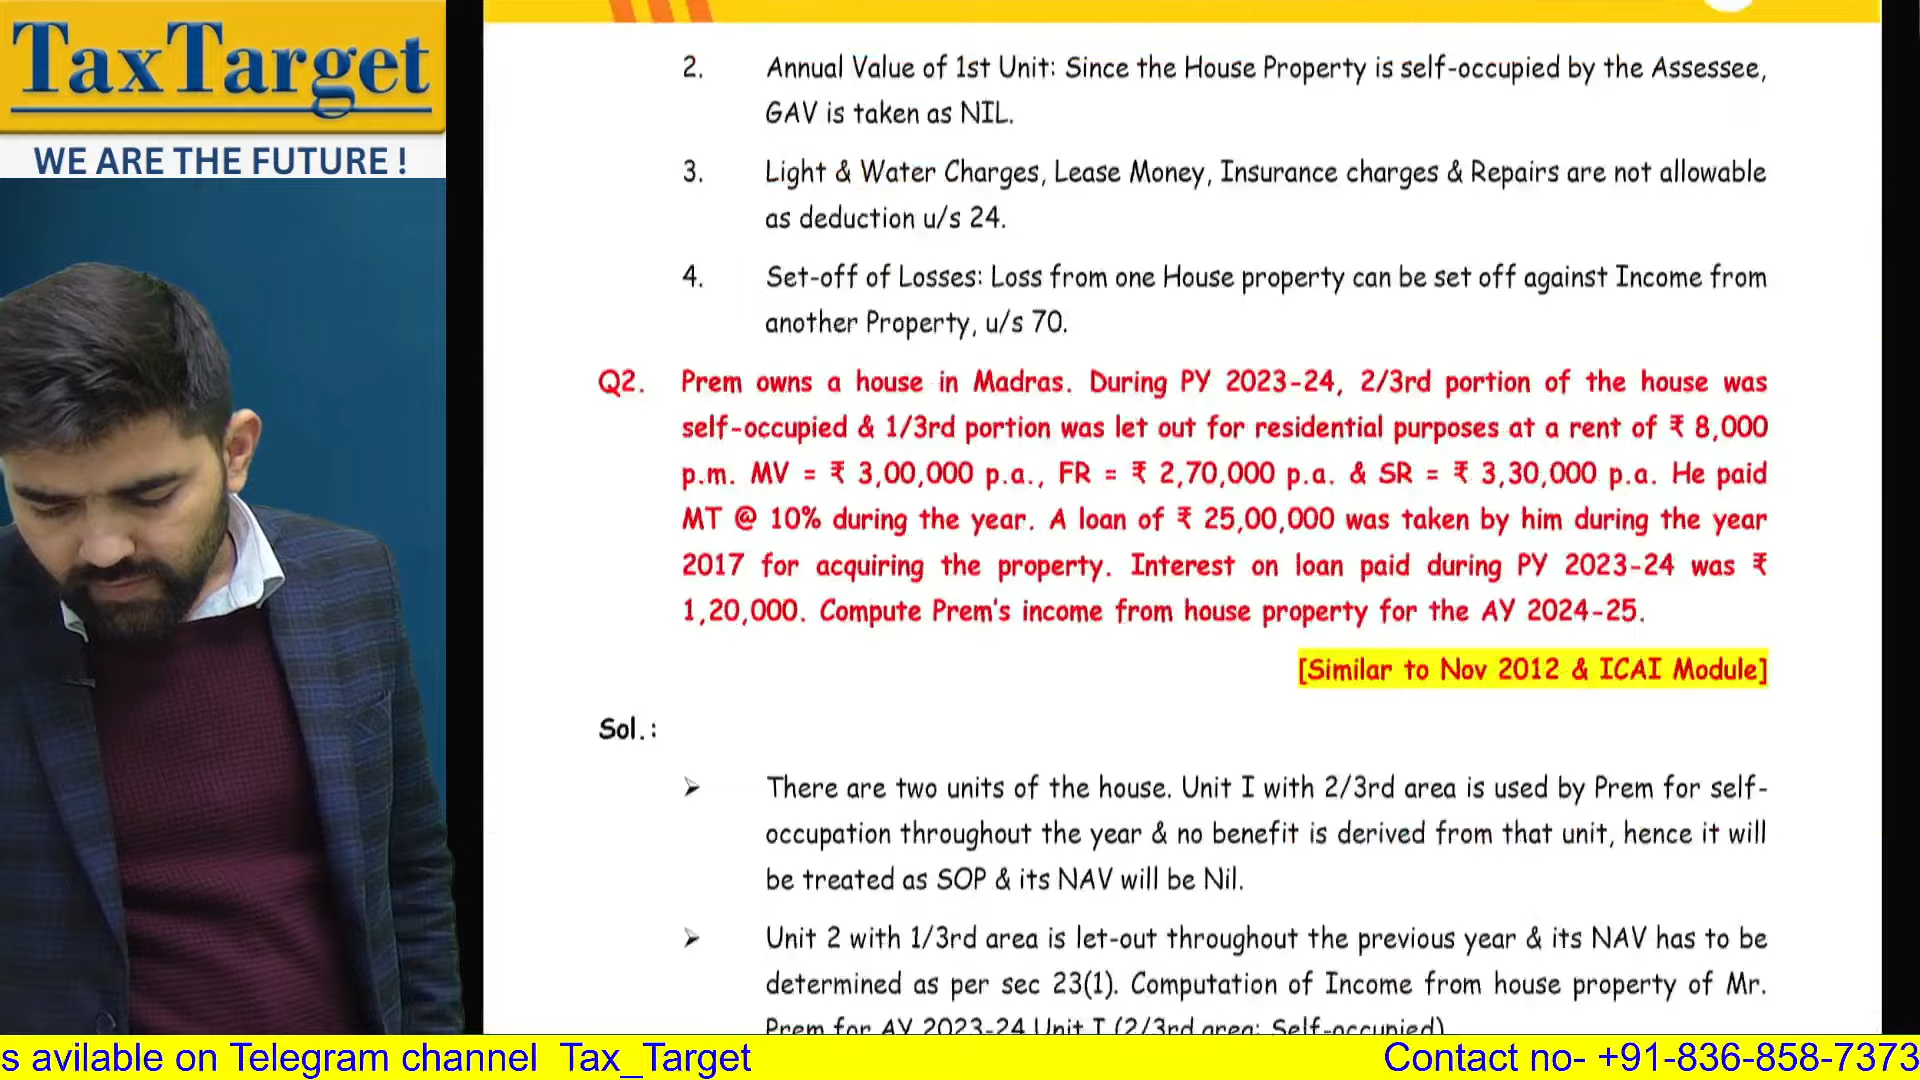 TaxTarget
WE ARE THE FUTURE !
2. Annual Value of 1st Unit: Since the House Property is self-occupied by the Assessee,
GAV is taken as NIL.
3. Light & Water Charges, Lease Money, Insurance charges & Repairs are not allowable
as deduction u/s 24.
4. Set-off of Losses: Loss from one House property can be set off against Income from
another Property, u/s 70.
Q2. Prem owns a house in Madras. During PY 2023-24, 2/3rd portion of the house was
self-occupied & 1/3rd portion was let out for residential purposes at a rent of ₹ 8,000
p.m. MV = ₹ 3,00,000 p.a., FR = ₹ 2,70,000 p.a. & SR = ₹ 3,30,000 p.a. He paid
MT @ 10% during the year. A loan of ₹ 25,00,000 was taken by him during the year
2017 for acquiring the property. Interest on loan paid during PY 2023-24 was ₹
1,20,000. Compute Prem's income from house property for the AY 2024-25.
[Similar to Nov 2012 & ICAI Module]
Sol.:
➢ There are two units of the house. Unit I with 2/3rd area is used by Prem for self-
occupation throughout the year & no benefit is derived from that unit, hence it will
be treated as SOP & its NAV will be Nil.
➢ Unit 2 with 1/3rd area is let-out throughout the previous year & its NAV has to be
determined as per sec 23(1). Computation of Income from house property of Mr.
Prem for AY 2023-24 Unit I (2/3rd area: Self-occupied)
s avilable on Telegram channel Tax_Target
Contact no- +91-836-858-7373